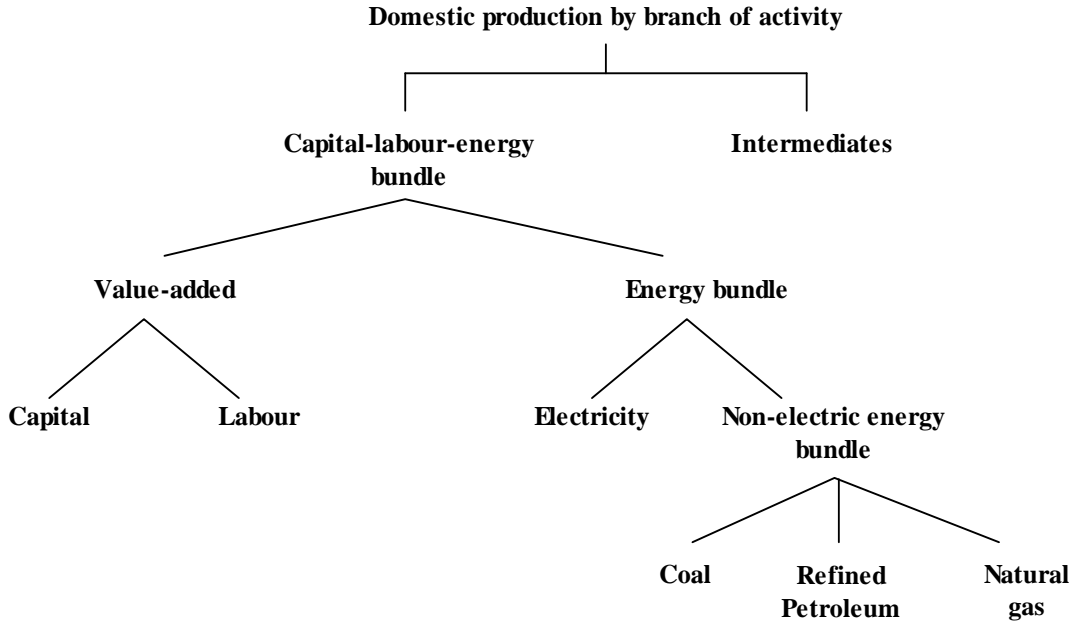 Domestic production by branch of activity
Capital-labour-energy
bundle
Intermediates
Value-added
Energy bundle
Capital
Labour
Electricity
Non-electric energy
bundle
Coal
Refined
Petroleum
Natural
gas